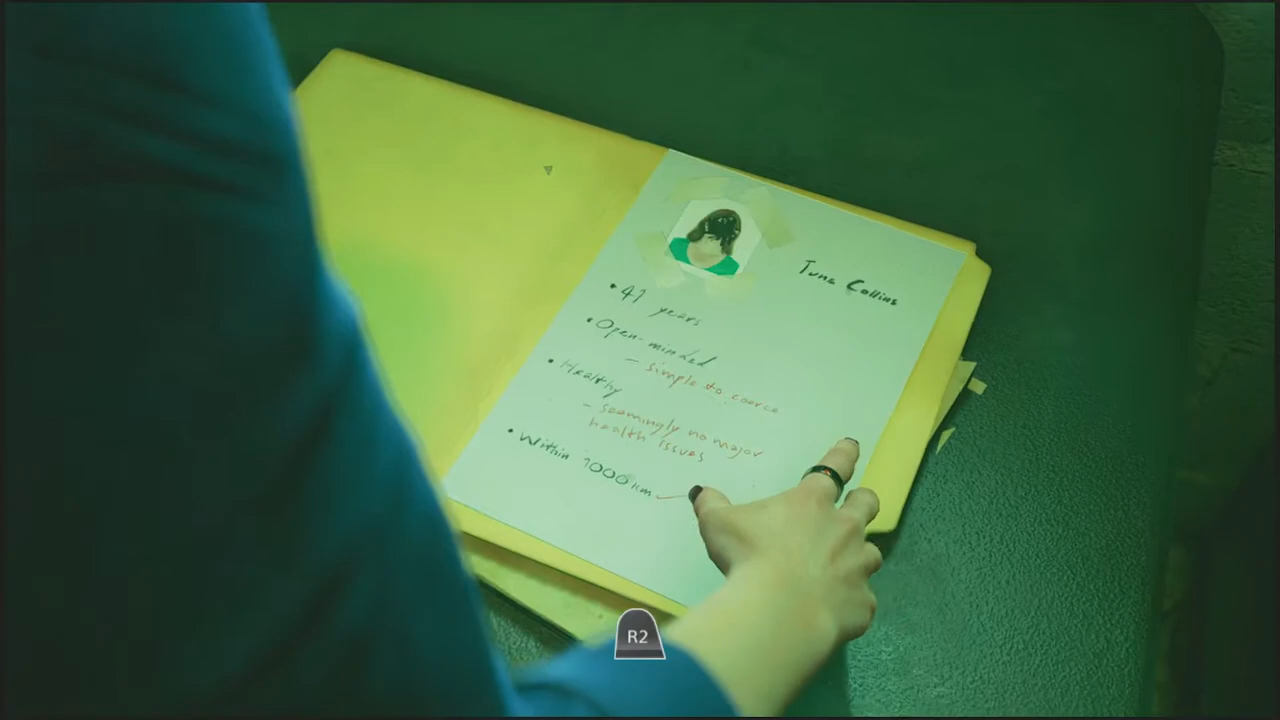 June Collins
• 41 years
• Open-minded
- simple to coerce
• Healthy
- seemingly no major
health issues
• Within 1000 km
R2